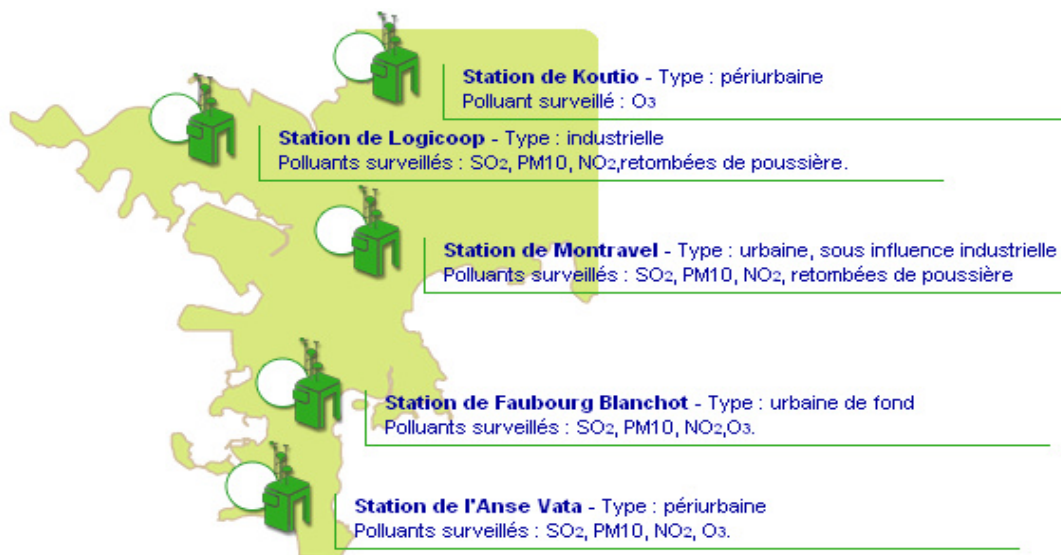 Station de Koutio - Type : périurbaine
Polluant surveillé : O3
Station de Logicoop - Type : industrielle
Polluants surveillés : SO2, PM10, NO2,retombées de poussière.
Station de Montravel - Type : urbaine, sous influence industrielle
Polluants surveillés : SO2, PM10, NO2, retombées de poussière
Station de Faubourg Blanchot - Type : urbaine de fond
Polluants surveillés : SO2, PM10, NO2,O3.
Station de l'Anse Vata - Type : périurbaine
Polluants surveillés : SO2, PM10, NO2, O3.